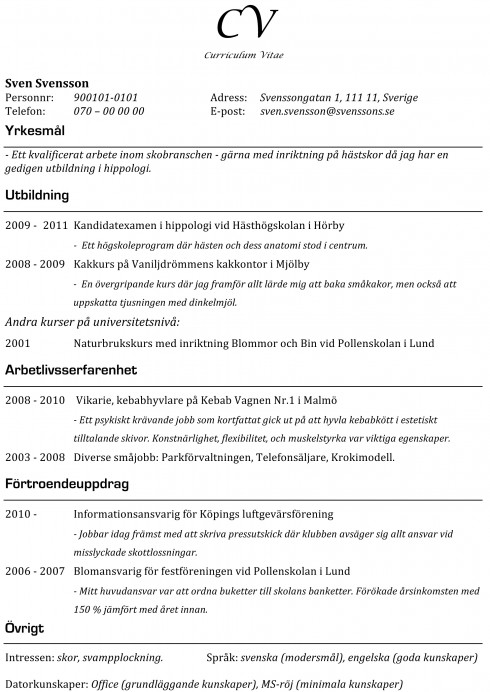 CV
Curriculum Vitae
Sven Svensson
Personnr: 900101-0101 Adress: Svenssongatan 1, 111 11, Sverige
Telefon: 070 – 00 00 00 E-post: sven.svensson@svenssons.se
Yrkesmål
- Ett kvalificerat arbete inom skobranschen - gärna med inriktning på hästskor då jag har en
gedigen utbildning i hippologi.
Utbildning
2009 - 2011 Kandidatexamen i hippologi vid Hästhögskolan i Hörby
- Ett högskoleprogram där hästen och dess anatomi stod i centrum.
2008 - 2009 Kakkurs på Vaniljdrömmens kakkontor i Mjölby
- En övergripande kurs där jag framför allt lärde mig att baka småkakor, men också att
uppskatta tjusningen med dinkelmjöl.
Andra kurser på universitetsnivå:
2001 Naturbrukskurs med inriktning Blommor och Bin vid Pollenskolan i Lund
Arbetlivsserfarenhet
2008 - 2010 Vikarie, kebabhyvlare på Kebab Vagnen Nr.1 i Malmö
- Ett psykiskt krävande jobb som kortfattat gick ut på att hyvla kebabkött i estetiskt
tilltalande skivor. Konstnärlighet, flexibilitet, och muskelstyrka var viktiga egenskaper.
2003 - 2008 Diverse småjobb: Parkförvaltningen, Telefonsäljare, Krokimodell.
Förtroendeuppdrag
2010 - Informationsansvarig för Köpings luftgevärsförening
- Jobbar idag främst med att skriva pressutskick där klubben avsäger sig allt ansvar vid
misslyckade skottlossningar.
2006 - 2007 Blomansvarig för festföreningen vid Pollenskolan i Lund
- Mitt huvudansvar var att ordna buketter till skolans banketter. Förökade årsinkomsten med
150 % jämfört med året innan.
Övrigt
Intressen: skor, svampplockning. Språk: svenska (modersmål), engelska (goda kunskaper)
Datorkunskaper: Office (grundläggande kunskaper), MS-röj (minimala kunskaper)